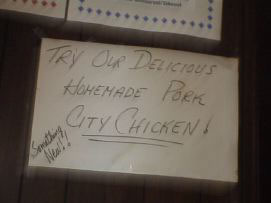 TRY OUR DELICIOUS
HOMEMADE PORK
CITY CHICKEN!
Something
New!!